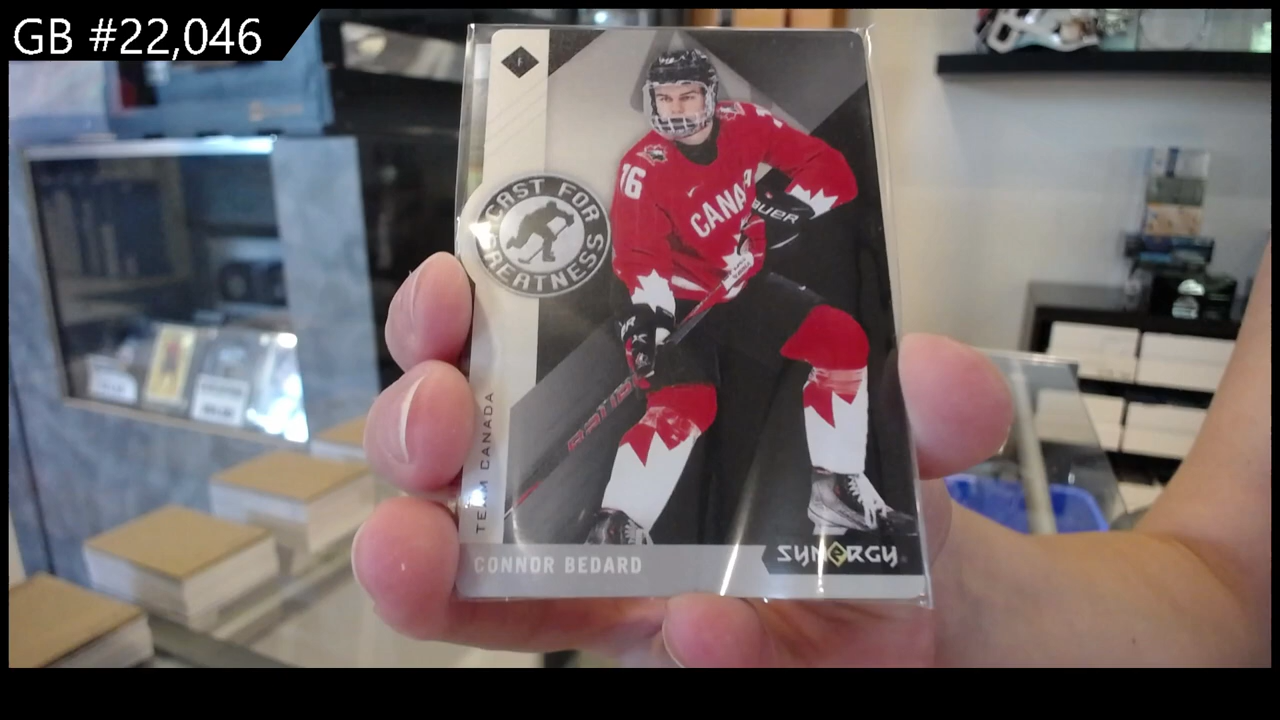 GB #22,046
F
CAST FOR
GREATNESS
16
CANADA
BAUER
TEAM CANADA
CONNOR BEDARD
SYNERGY